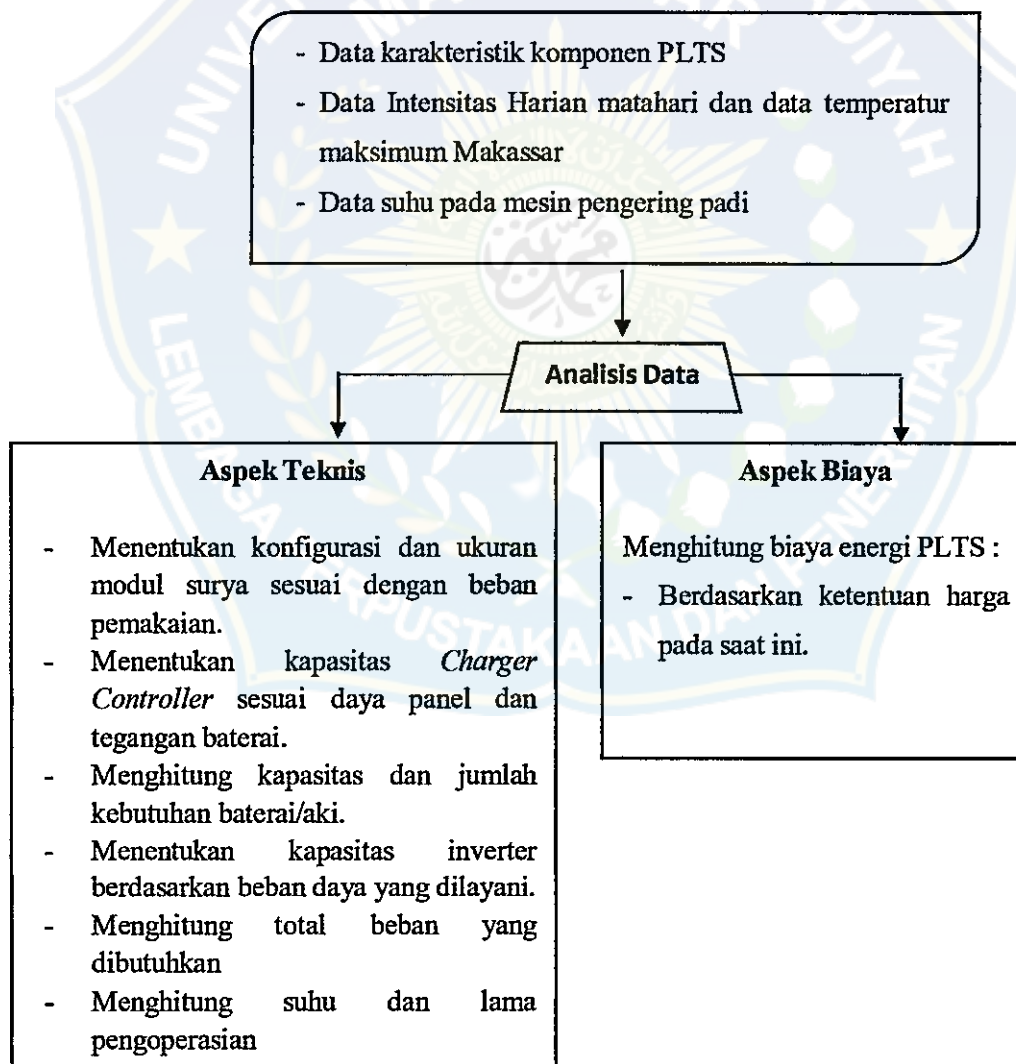 - Data karakteristik komponen PLTS
- Data Intensitas Harian matahari dan data temperatur
maksimum Makassar
- Data suhu pada mesin pengering padi
Analisis Data
Aspek Teknis
- Menentukan konfigurasi dan ukuran
modul surya sesuai dengan beban
pemakaian.
- Menentukan kapasitas Charger
Controller sesuai daya panel dan
tegangan baterai.
- Menghitung kapasitas dan jumlah
kebutuhan baterai/aki.
- Menentukan kapasitas inverter
berdasarkan beban daya yang dilayani.
- Menghitung total beban yang
dibutuhkan
- Menghitung suhu dan lama
pengoperasian
Aspek Biaya
Menghitung biaya energi PLTS :
- Berdasarkan ketentuan harga
pada saat ini.
LEMBAGA PERPUSTAKAAN DAN PENERBITAN